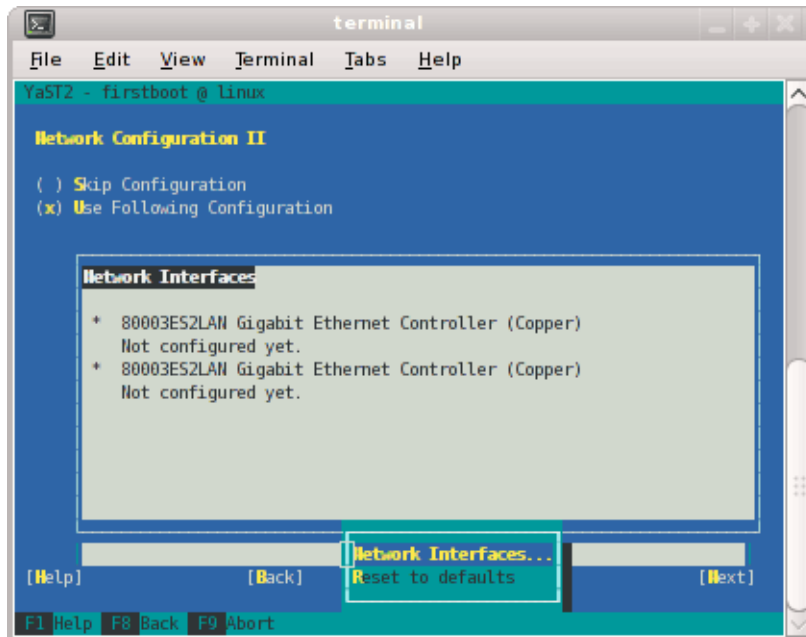 terminal
File Edit View Terminal Tabs Help
YaST2 - firstboot @ linux
Network Configuration II
( ) Skip Configuration
(x) Use Following Configuration
Network Interfaces
* 80003ES2LAN Gigabit Ethernet Controller (Copper)
Not configured yet.
* 80003ES2LAN Gigabit Ethernet Controller (Copper)
Not configured yet.
Network Interfaces...
[Help] [Back] Reset to defaults [Next]
F1 Help F8 Back F9 Abort